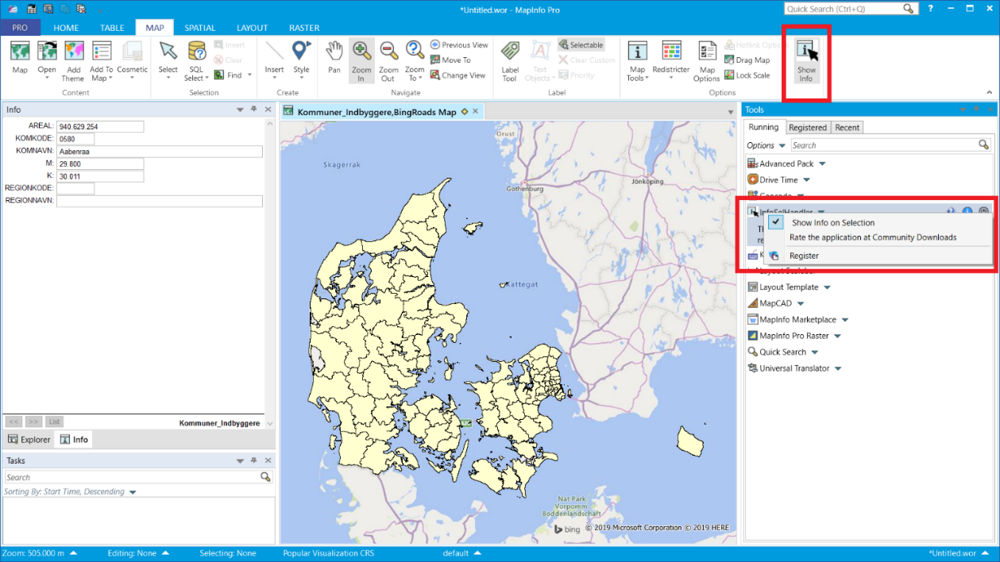 *Untitled.wor - MapInfo Pro
Quick Search (Ctrl+Q)
PRO HOME TABLE MAP SPATIAL LAYOUT RASTER
Map
Open
Add Theme
Add To Map
Cosmetic
Content
Select
SQL Select
Insert
Clear
Find
Selection
Insert
Style
Create
Pan
Zoom In
Zoom Out
Zoom To
Previous View
Move To
Change View
Navigate
Label Tool
Text Objects
Selectable
Clear Custom
Priority
Label
Map Tools
Redistricter
Map Options
Hotlink Options
Drag Map
Lock Scale
Options
Show Info
Info
AREAL: 940.629.254
KOMKODE: 0580
KOMNAVN: Aabenraa
M: 29.800
K: 30.011
REGIONKODE:
REGIONNAVN:
<< >> List Kommuner_Indbyggere
Explorer Info
Tasks
Search
Sorting By: Start Time, Descending
Kommuner_Indbyggere,BingRoads Map
Orust
Skagerrak
Gothenburg
Jönköping
Kattegat
Nat Park
Vorpomm
Boddenlandschaft
bing © 2019 Microsoft Corporation © 2019 HERE
Tools
Running Registered Recent
Options Search
Advanced Pack
Drive Time
InfoSelHandler
Show Info on Selection
Rate the application at Community Downloads
Register
Layout Template
MapCAD
MapInfo Marketplace
MapInfo Pro Raster
Quick Search
Universal Translator
Zoom: 505.000 m Editing: None Selecting: None Popular Visualization CRS default *Untitled.wor